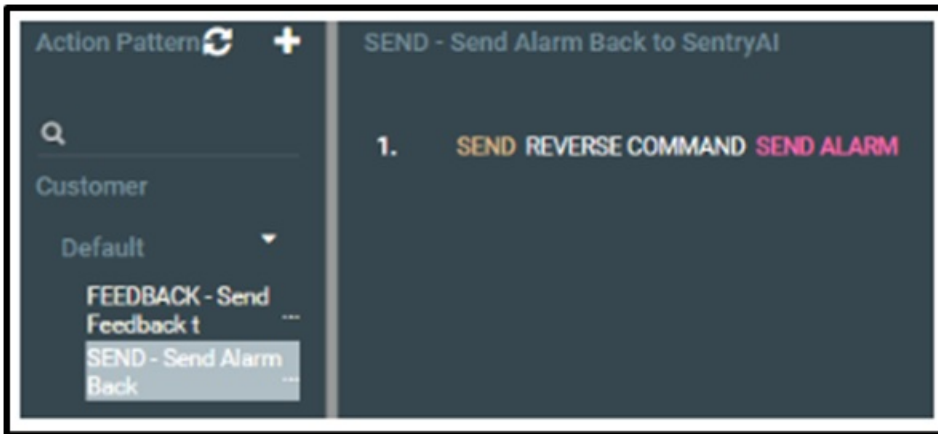 Action Pattern
SEND - Send Alarm Back to SentryAI
1. SEND REVERSE COMMAND SEND ALARM
Customer
Default
FEEDBACK - Send
Feedback t ...
SEND - Send Alarm
Back ...